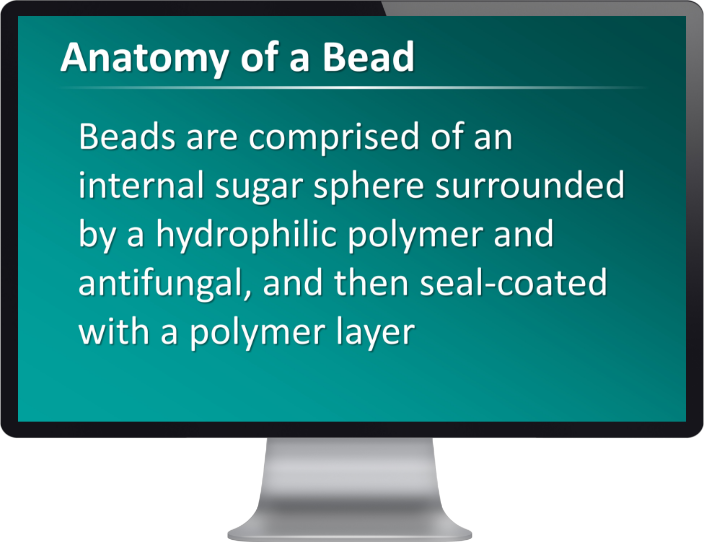 Anatomy of a Bead
Beads are comprised of an
internal sugar sphere surrounded
by a hydrophilic polymer and
antifungal, and then seal-coated
with a polymer layer